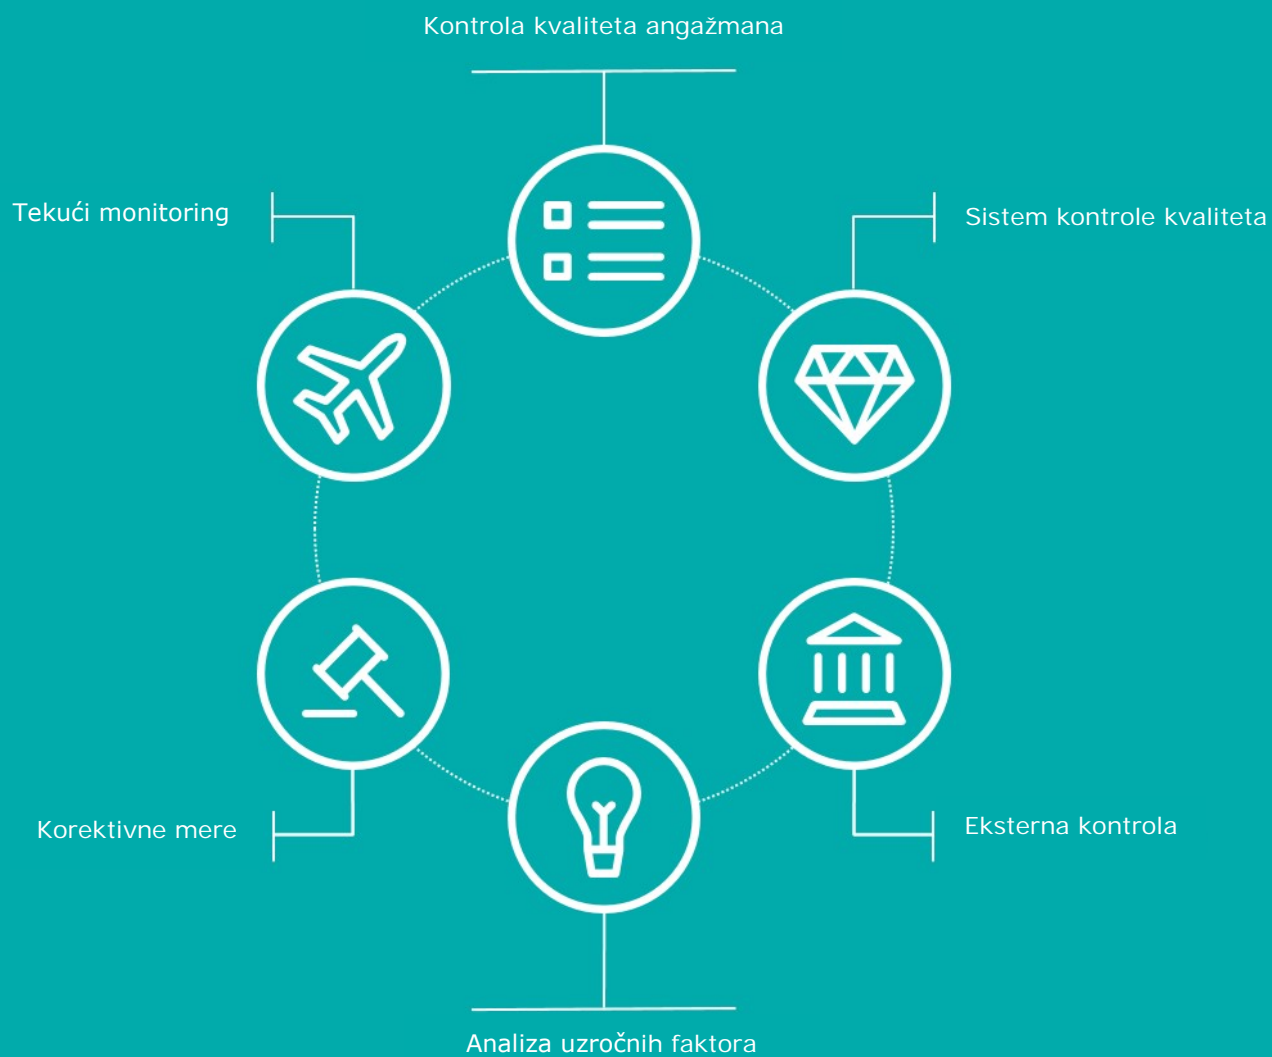 Kontrola kvaliteta angažmana
Tekući monitoring
Sistem kontrole kvaliteta
Korektivne mere
Eksterna kontrola
Analiza uzročnih faktora